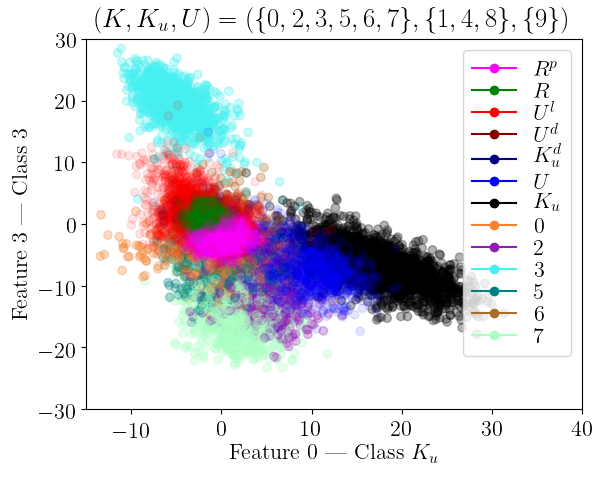 (K, K_u, U) = ({0, 2, 3, 5, 6, 7}, {1, 4, 8}, {9})
30
20
10
0
−10
−20
−30
Feature 3 — Class 3
R^p
R
U^l
U^d
K_u^d
U
K_u
0
2
3
5
6
7
−10
0
10
20
30
40
Feature 0 — Class K_u